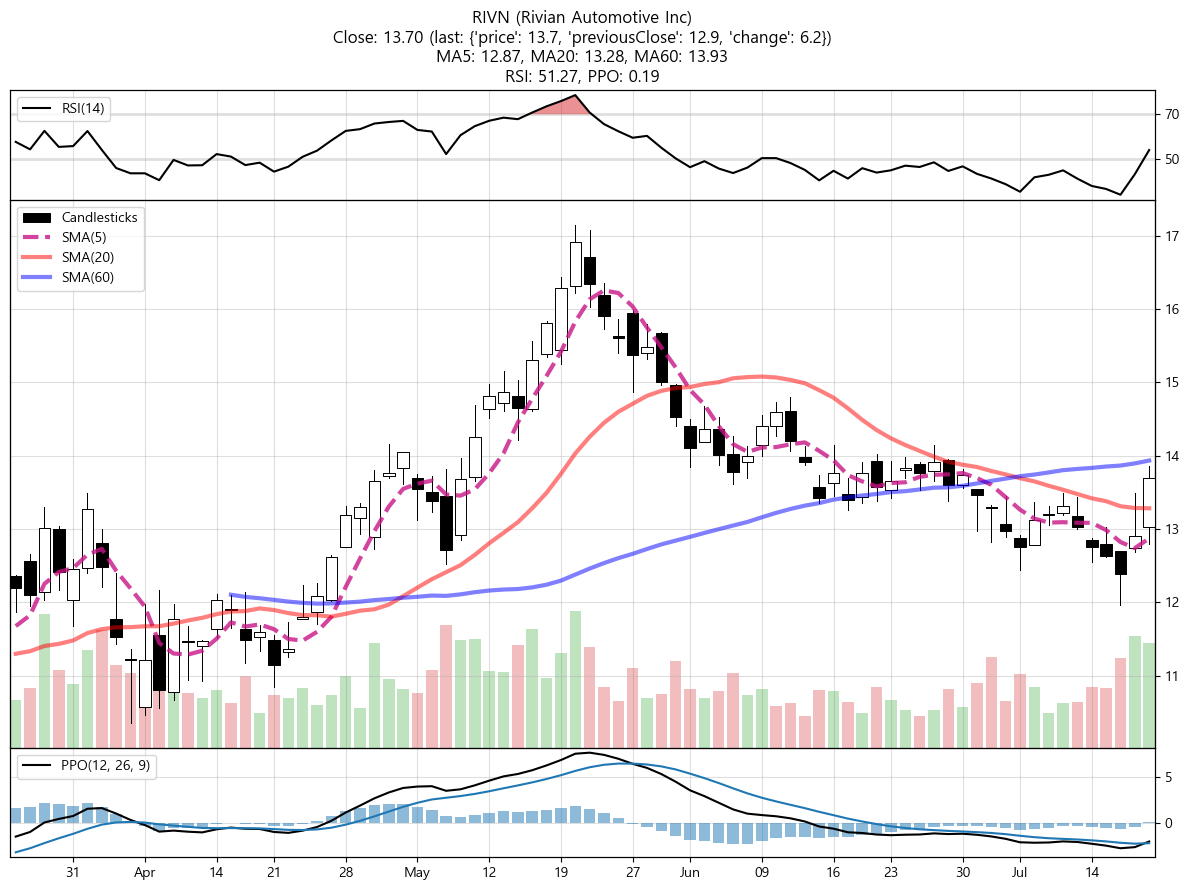 RIVN (Rivian Automotive Inc)
Close: 13.70 (last: {'price': 13.7, 'previousClose': 12.9, 'change': 6.2})
MA5: 12.87, MA20: 13.28, MA60: 13.93
RSI: 51.27, PPO: 0.19
RSI(14)
70
50
Candlesticks
SMA(5)
SMA(20)
SMA(60)
17
16
15
14
13
12
11
PPO(12, 26, 9)
5
0
31 Apr 14 21 28 May 12 19 27 Jun 09 16 23 30 Jul 14